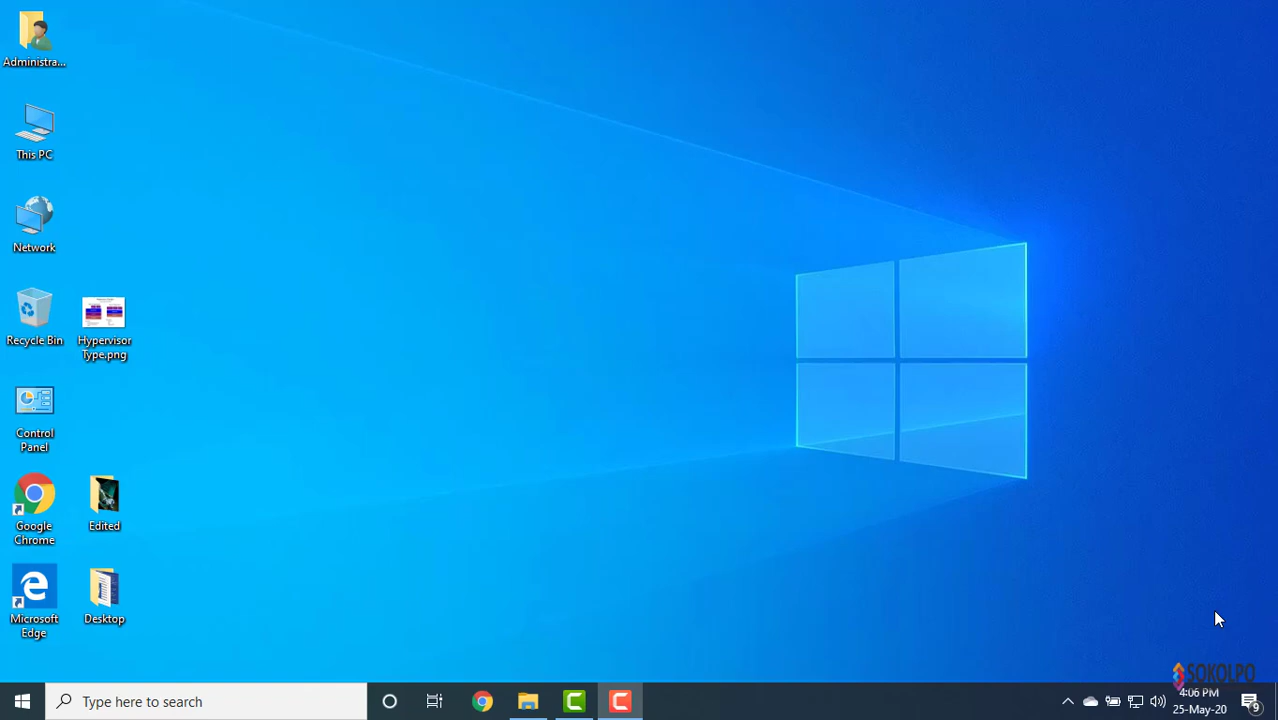 Administra...
This PC
Network
Recycle Bin
Hypervisor
Type.png
Control
Panel
Google
Chrome
Edited
Microsoft
Edge
Desktop
SOKOLPO
Type here to search
4:06 PM
25-May-20
9